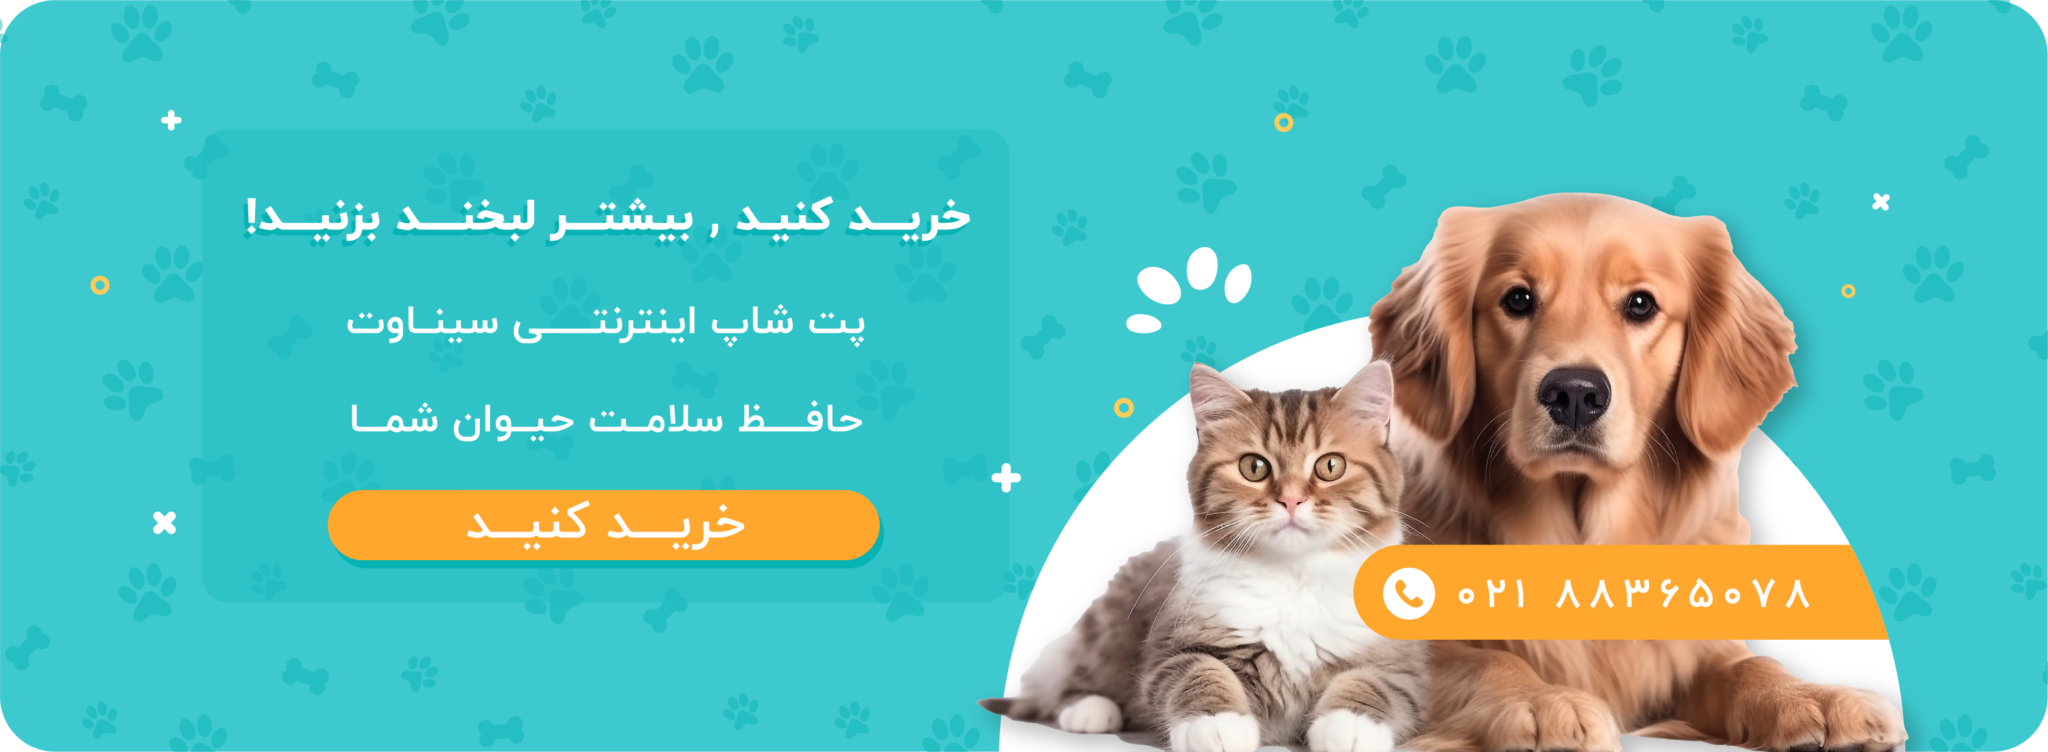 خرید کنید , بیشتر لبخند بزنید!
پت شاپ اینترنتی سیناوت
حافظ سلامت حیوان شما
خرید کنید
۰۲۱ ۸۸۳۶۵۰۷۸